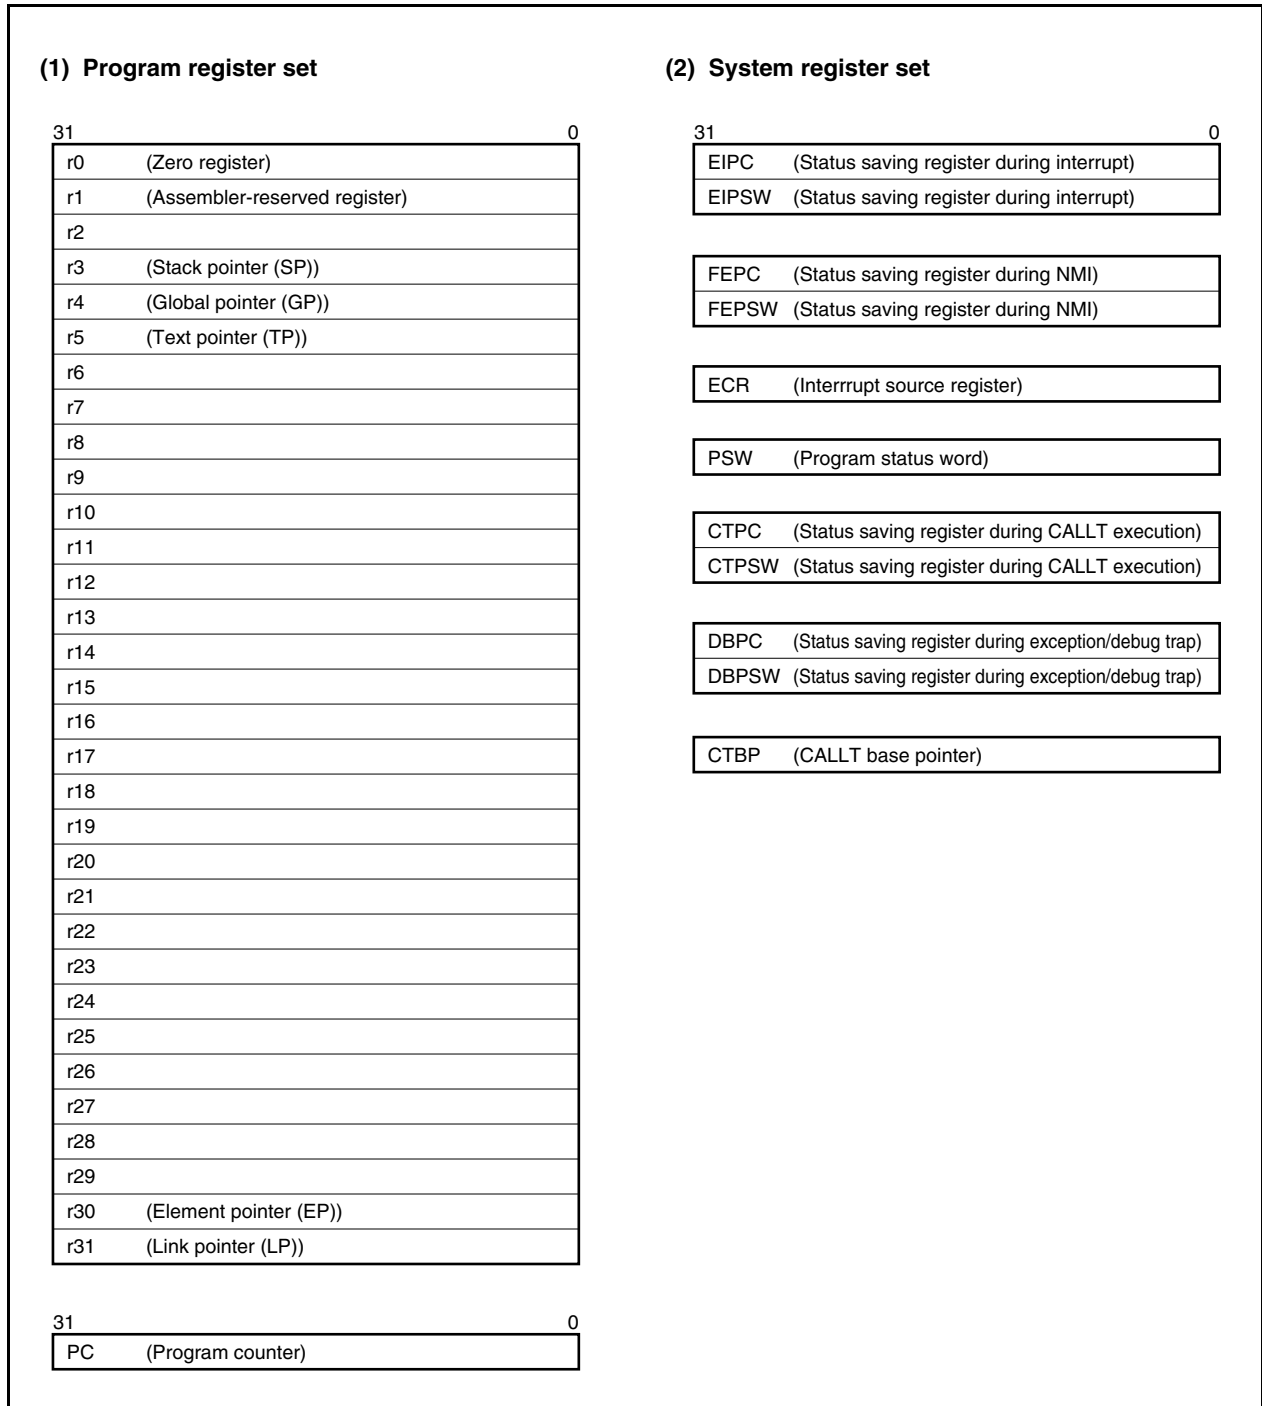 (1) Program register set
31 0
r0 (Zero register)
r1 (Assembler-reserved register)
r2
r3 (Stack pointer (SP))
r4 (Global pointer (GP))
r5 (Text pointer (TP))
r6
r7
r8
r9
r10
r11
r12
r13
r14
r15
r16
r17
r18
r19
r20
r21
r22
r23
r24
r25
r26
r27
r28
r29
r30 (Element pointer (EP))
r31 (Link pointer (LP))
31 0
PC (Program counter)
(2) System register set
31 0
EIPC (Status saving register during interrupt)
EIPSW (Status saving register during interrupt)
FEPC (Status saving register during NMI)
FEPSW (Status saving register during NMI)
ECR (Interrrupt source register)
PSW (Program status word)
CTPC (Status saving register during CALLT execution)
CTPSW (Status saving register during CALLT execution)
DBPC (Status saving register during exception/debug trap)
DBPSW (Status saving register during exception/debug trap)
CTBP (CALLT base pointer)